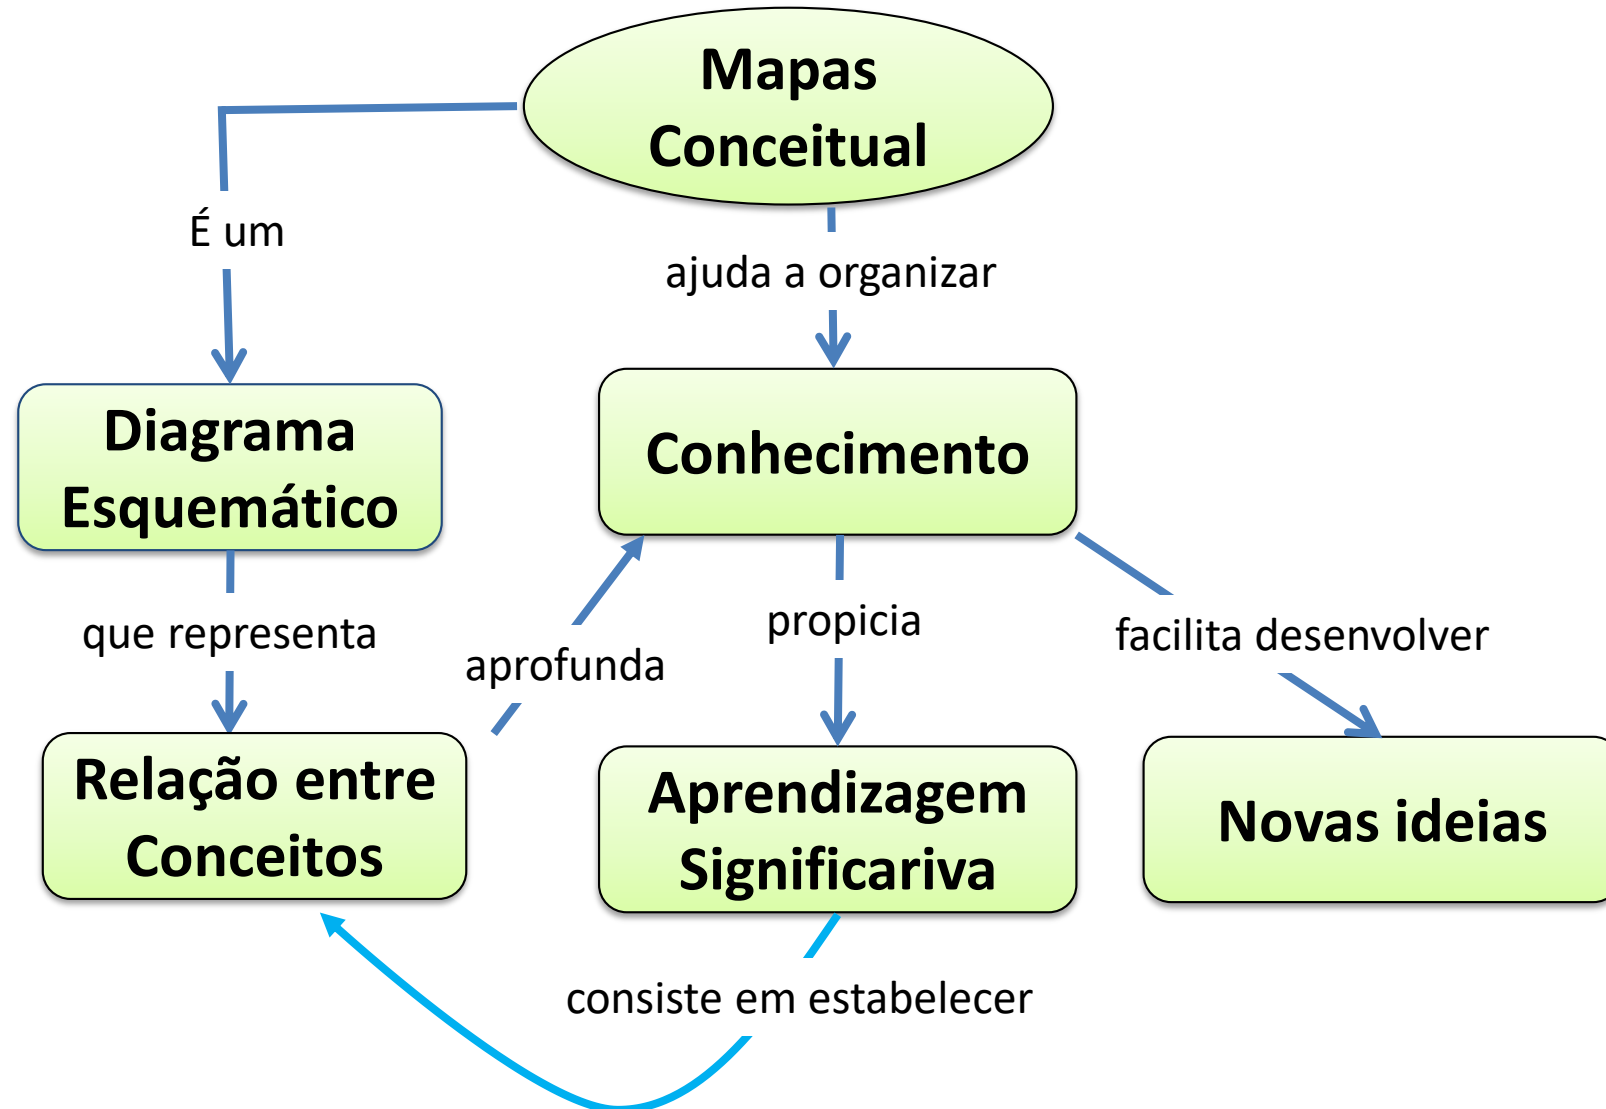 Mapas
Conceitual
É um
ajuda a organizar
Diagrama
Esquemático
Conhecimento
que representa
aprofunda
propicia
facilita desenvolver
Relação entre
Conceitos
Aprendizagem
Significariva
Novas ideias
consiste em estabelecer